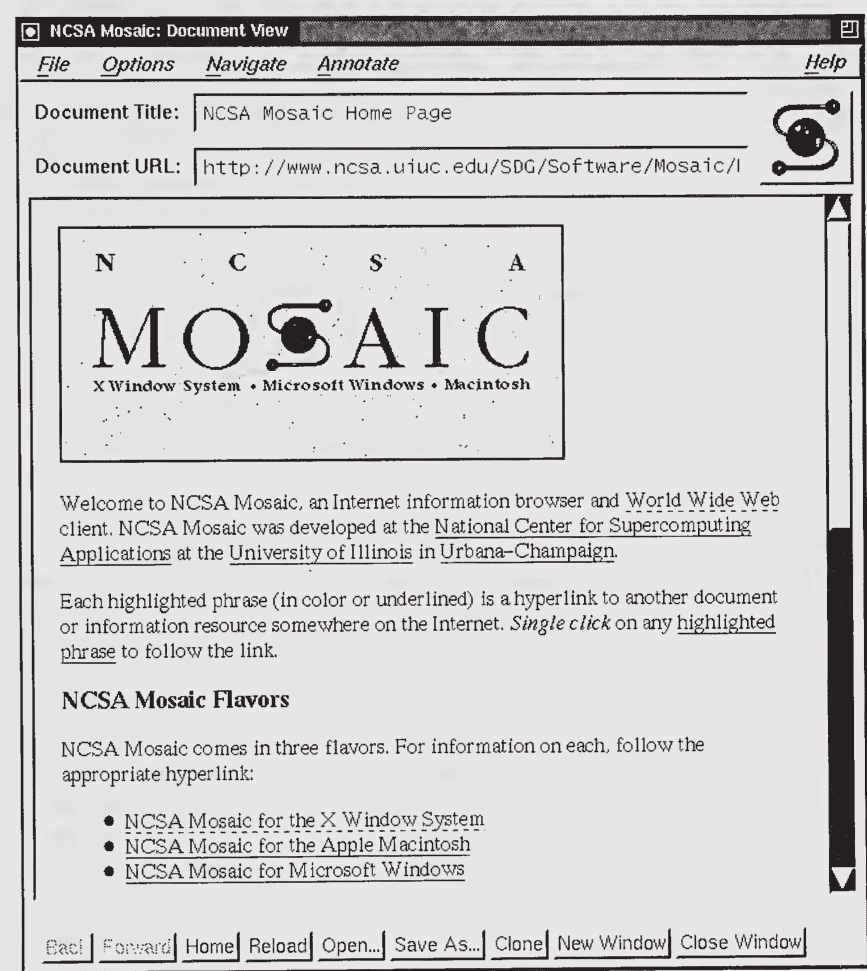 NCSA Mosaic: Document View
File Options Navigate Annotate Help
Document Title: NCSA Mosaic Home Page
Document URL: http://www.ncsa.uiuc.edu/SDG/Software/Mosaic/
N C S A
MOSAIC
X Window System • Microsoft Windows • Macintosh
Welcome to NCSA Mosaic, an Internet information browser and World Wide Web
client. NCSA Mosaic was developed at the National Center for Supercomputing
Applications at the University of Illinois in Urbana-Champaign.
Each highlighted phrase (in color or underlined) is a hyperlink to another document
or information resource somewhere on the Internet. Single click on any highlighted
phrase to follow the link.
NCSA Mosaic Flavors
NCSA Mosaic comes in three flavors. For information on each, follow the
appropriate hyperlink:
• NCSA Mosaic for the X Window System
• NCSA Mosaic for the Apple Macintosh
• NCSA Mosaic for Microsoft Windows
Back Forward Home Reload Open... Save As... Clone New Window Close Window